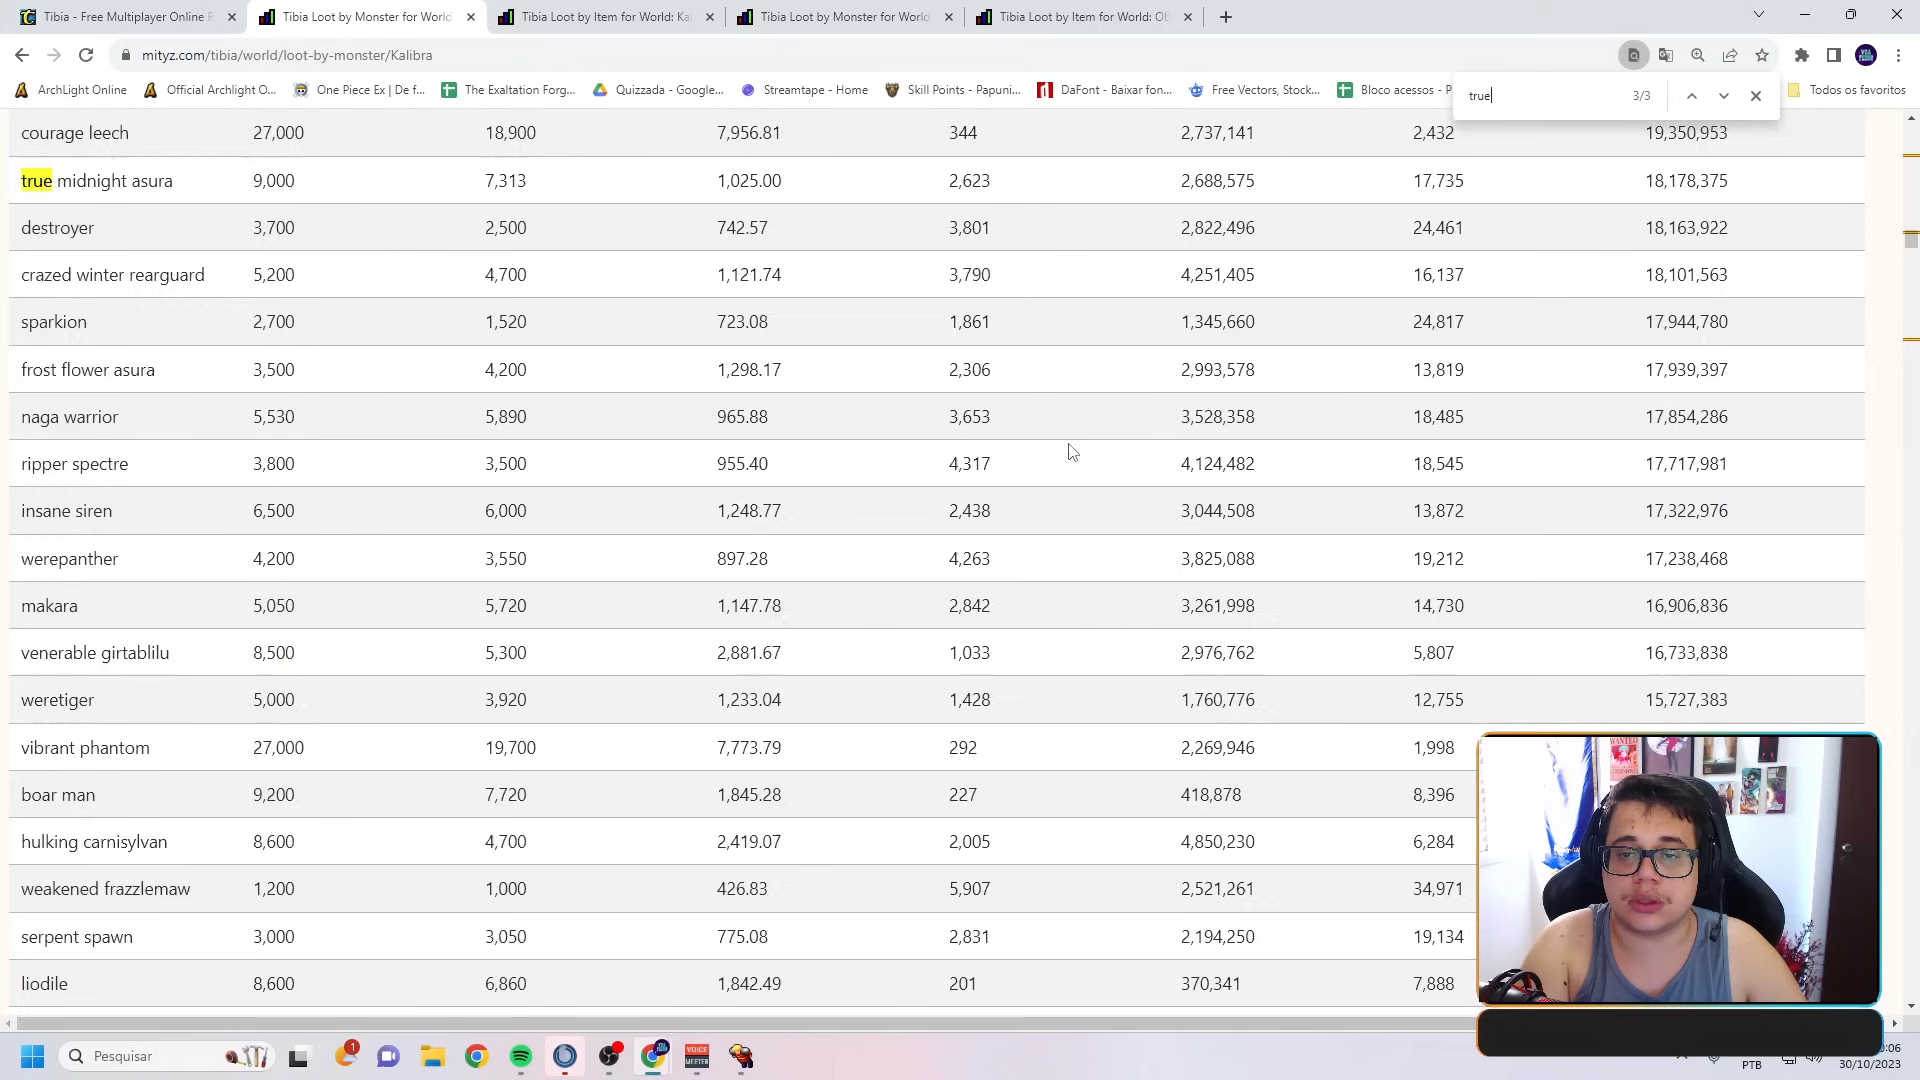 Tibia - Free Multiplayer Online R
Tibia Loot by Monster for World
Tibia Loot by Item for World: Ka
Tibia Loot by Monster for World
Tibia Loot by Item for World: Ob
mityz.com/tibia/world/loot-by-monster/Kalibra
ArchLight Online
Official Archlight O...
One Piece Ex | De f...
The Exaltation Forg...
Quizzada - Google...
Streamtape - Home
Skill Points - Papuni...
DaFont - Baixar fon...
Free Vectors, Stock...
Bloco acessos - P
Todos os favoritos
true 3/3
courage leech 27,000 18,900 7,956.81 344 2,737,141 2,432 19,350,953
true midnight asura 9,000 7,313 1,025.00 2,623 2,688,575 17,735 18,178,375
destroyer 3,700 2,500 742.57 3,801 2,822,496 24,461 18,163,922
crazed winter rearguard 5,200 4,700 1,121.74 3,790 4,251,405 16,137 18,101,563
sparkion 2,700 1,520 723.08 1,861 1,345,660 24,817 17,944,780
frost flower asura 3,500 4,200 1,298.17 2,306 2,993,578 13,819 17,939,397
naga warrior 5,530 5,890 965.88 3,653 3,528,358 18,485 17,854,286
ripper spectre 3,800 3,500 955.40 4,317 4,124,482 18,545 17,717,981
insane siren 6,500 6,000 1,248.77 2,438 3,044,508 13,872 17,322,976
werepanther 4,200 3,550 897.28 4,263 3,825,088 19,212 17,238,468
makara 5,050 5,720 1,147.78 2,842 3,261,998 14,730 16,906,836
venerable girtablilu 8,500 5,300 2,881.67 1,033 2,976,762 5,807 16,733,838
weretiger 5,000 3,920 1,233.04 1,428 1,760,776 12,755 15,727,383
vibrant phantom 27,000 19,700 7,773.79 292 2,269,946 1,998
boar man 9,200 7,720 1,845.28 227 418,878 8,396
hulking carnisylvan 8,600 4,700 2,419.07 2,005 4,850,230 6,284
weakened frazzlemaw 1,200 1,000 426.83 5,907 2,521,261 34,971
serpent spawn 3,000 3,050 775.08 2,831 2,194,250 19,134
liodile 8,600 6,860 1,842.49 201 370,341 7,888
WANTED
Pesquisar
1
VOICE
MEETER
PTB
:06
30/10/2023